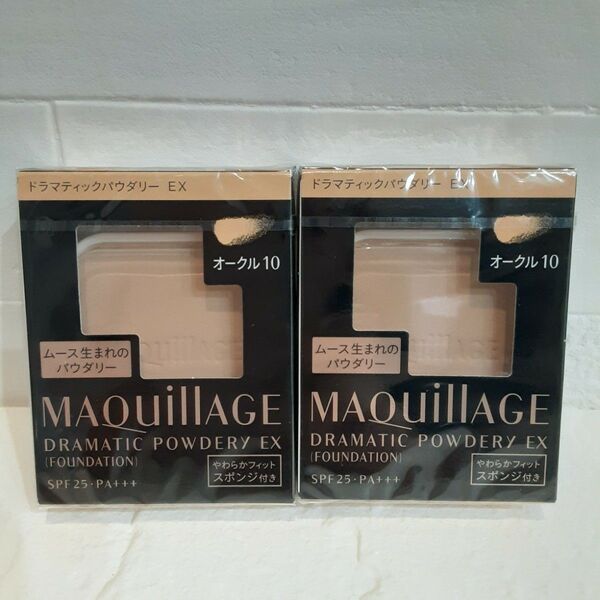 ドラマティックパウダリー EX
オークル10
ムース生まれの
パウダリー
MAQuillAGE
DRAMATIC POWDERY EX
(FOUNDATION)
SPF25・PA+++
やわらかフィット
スポンジ付き
ドラマティックパウダリー EX
オークル10
ムース生まれの
パウダリー
MAQuillAGE
DRAMATIC POWDERY EX
(FOUNDATION)
SPF25・PA+++
やわらかフィット
スポンジ付き